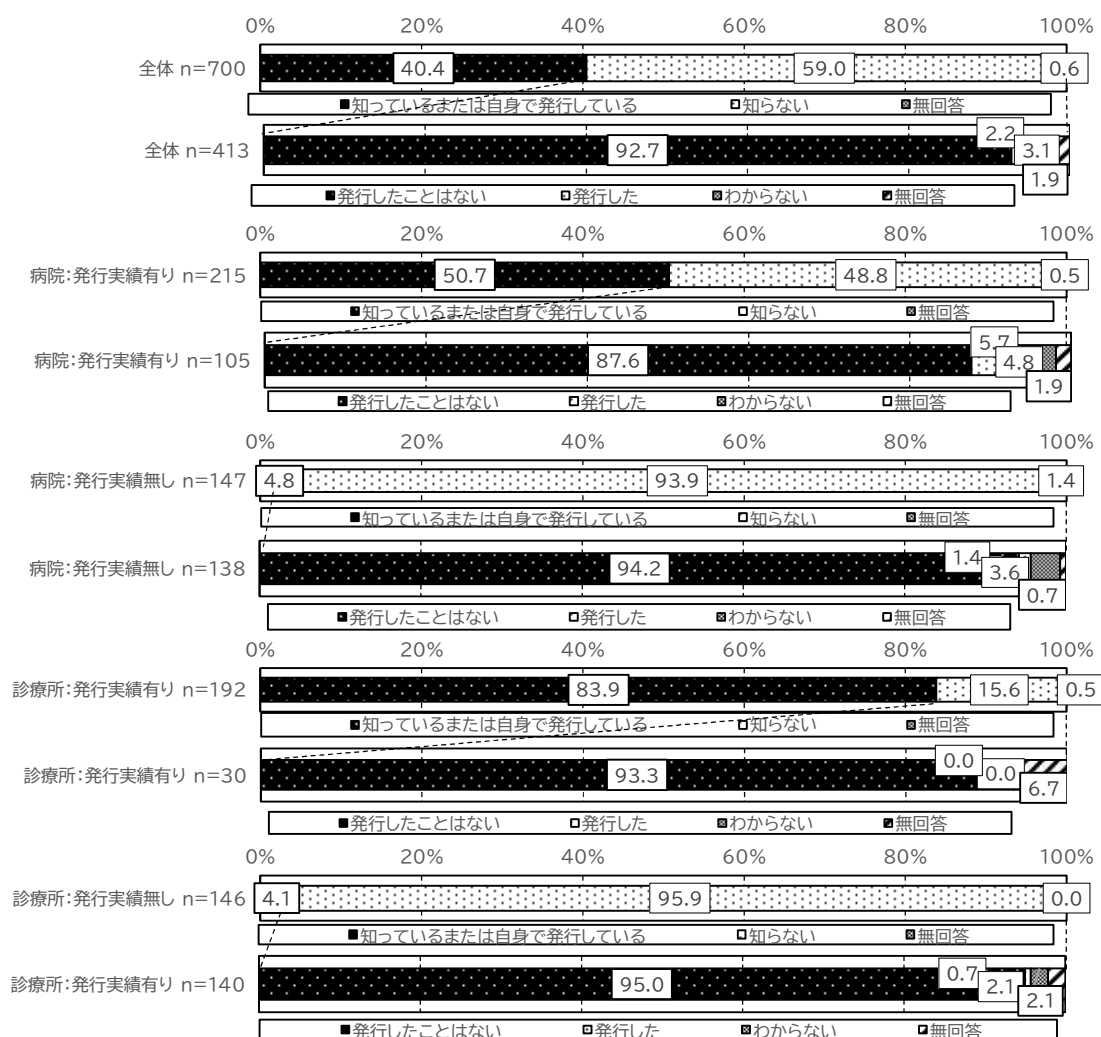 0% 20% 40% 60% 80% 100%
全体 n=700 40.4 59.0 0.6
■知っているまたは自身で発行している □知らない ■無回答
全体 n=413 92.7 2.2 3.1 1.9
■発行したことはない □発行した ■わからない ■無回答
0% 20% 40% 60% 80% 100%
病院:発行実績有り n=215 50.7 48.8 0.5
■知っているまたは自身で発行している □知らない ■無回答
病院:発行実績有り n=105 87.6 5.7 4.8 1.9
■発行したことはない □発行した ■わからない □無回答
0% 20% 40% 60% 80% 100%
病院:発行実績無し n=147 4.8 93.9 1.4
■知っているまたは自身で発行している □知らない ■無回答
病院:発行実績無し n=138 94.2 1.4 3.6 0.7
■発行したことはない □発行した ■わからない □無回答
0% 20% 40% 60% 80% 100%
診療所:発行実績有り n=192 83.9 15.6 0.5
■知っているまたは自身で発行している □知らない ■無回答
診療所:発行実績有り n=30 93.3 0.0 0.0 6.7
■発行したことはない □発行した ■わからない ■無回答
0% 20% 40% 60% 80% 100%
診療所:発行実績無し n=146 4.1 95.9 0.0
■知っているまたは自身で発行している □知らない ■無回答
診療所:発行実績有り n=140 95.0 0.7 2.1 2.1
■発行したことはない □発行した ■わからない □無回答